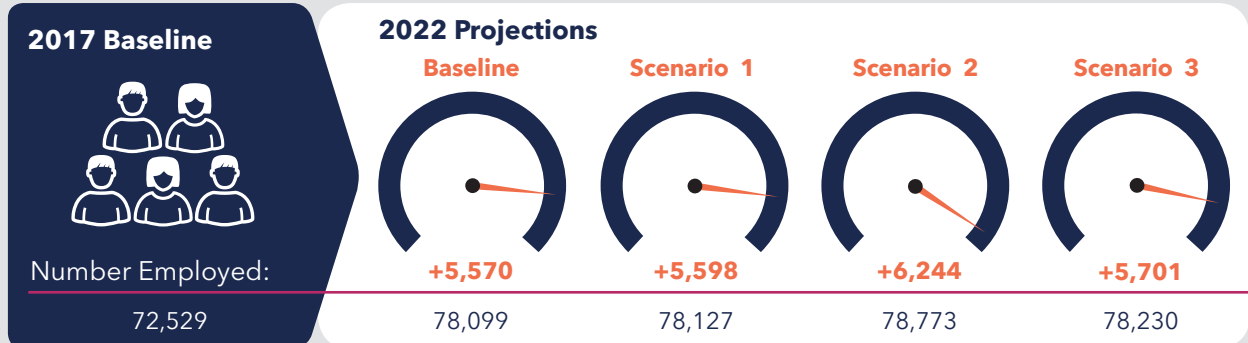 2017 Baseline
Number Employed:
72,529
2022 Projections
Baseline Scenario 1 Scenario 2 Scenario 3
+5,570 +5,598 +6,244 +5,701
78,099 78,127 78,773 78,230